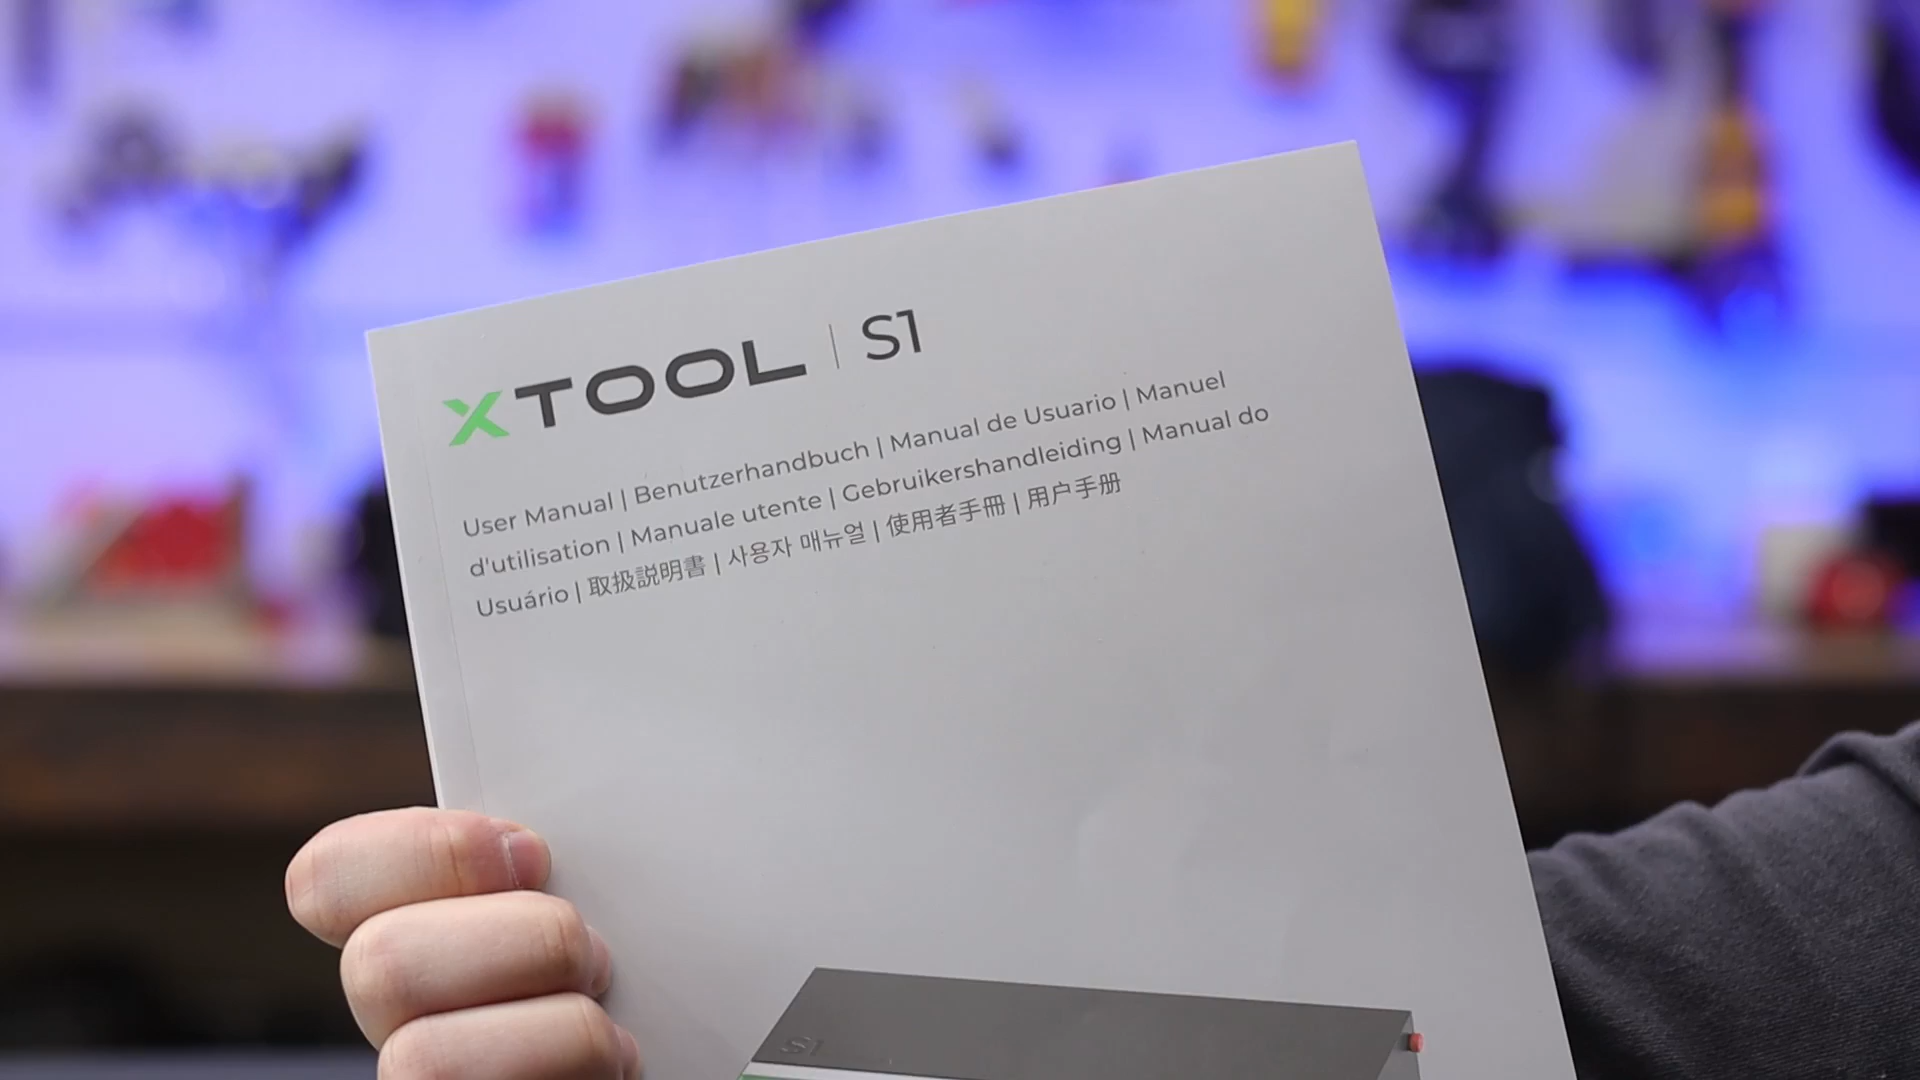 XTOOL | S1
User Manual | Benutzerhandbuch | Manual de Usuario | Manuel
d'utilisation | Manuale utente | Gebruikershandleiding | Manual do
Usuário | 取扱説明書 | 사용자 매뉴얼 | 使用者手冊 | 用户手册
S1